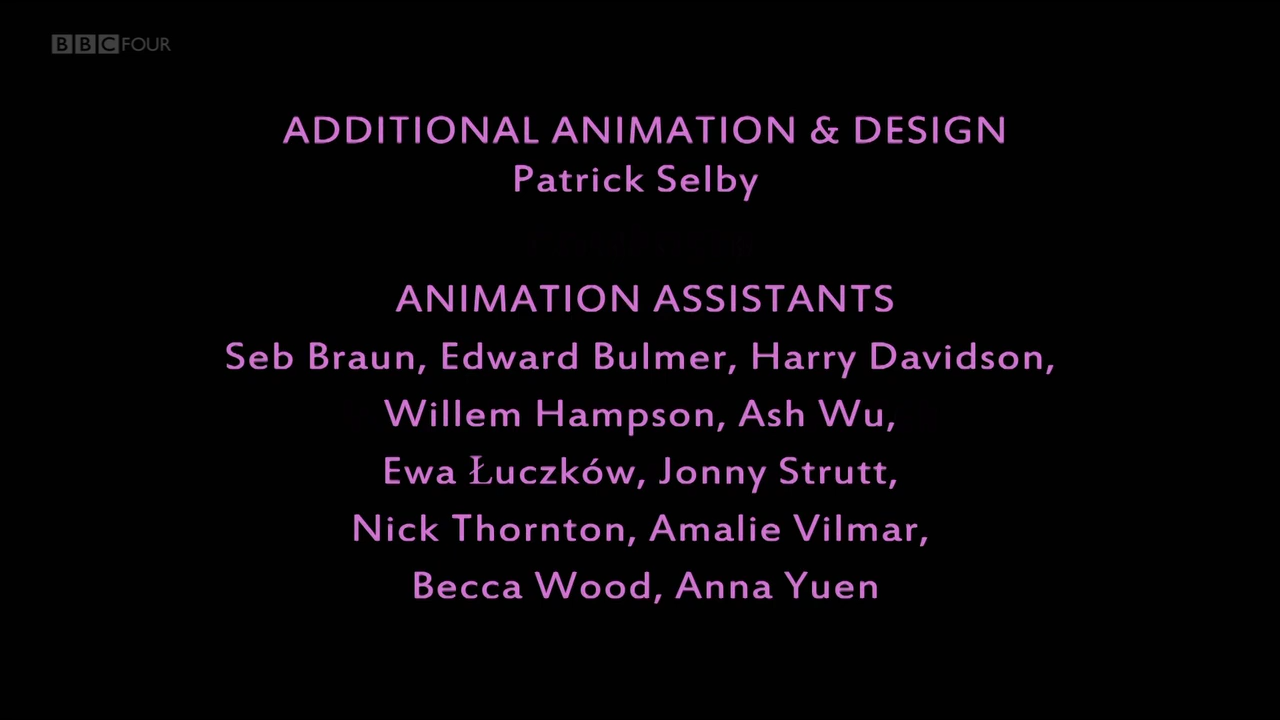 BBC FOUR
ADDITIONAL ANIMATION & DESIGN
Patrick Selby
ANIMATION ASSISTANTS
Seb Braun, Edward Bulmer, Harry Davidson,
Willem Hampson, Ash Wu,
Ewa Łuczków, Jonny Strutt,
Nick Thornton, Amalie Vilmar,
Becca Wood, Anna Yuen